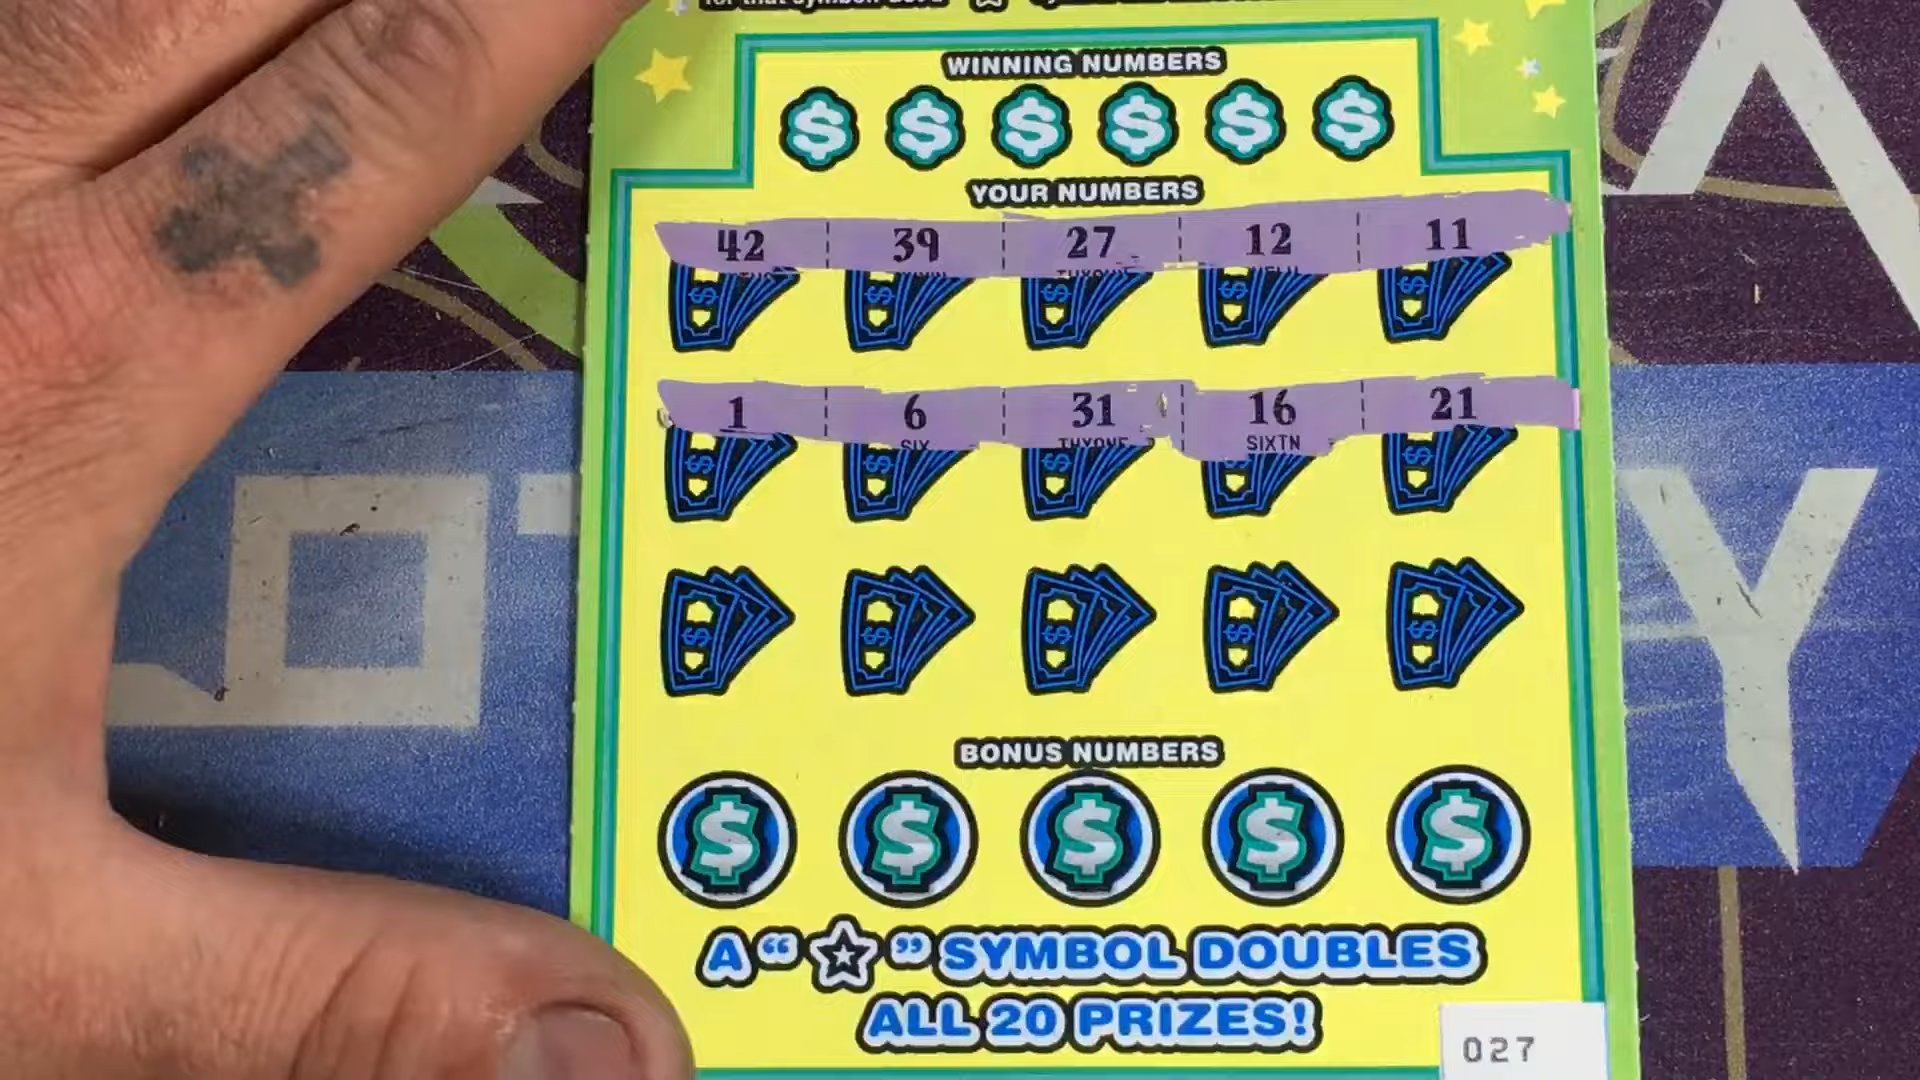 WINNING NUMBERS
$ $ $ $ $ $
YOUR NUMBERS
42 39 27 12 11
1 6 31 16 21
SIX THYONE SIXTN
BONUS NUMBERS
$ $ $ $ $
A “☆” SYMBOL DOUBLES
ALL 20 PRIZES!
027